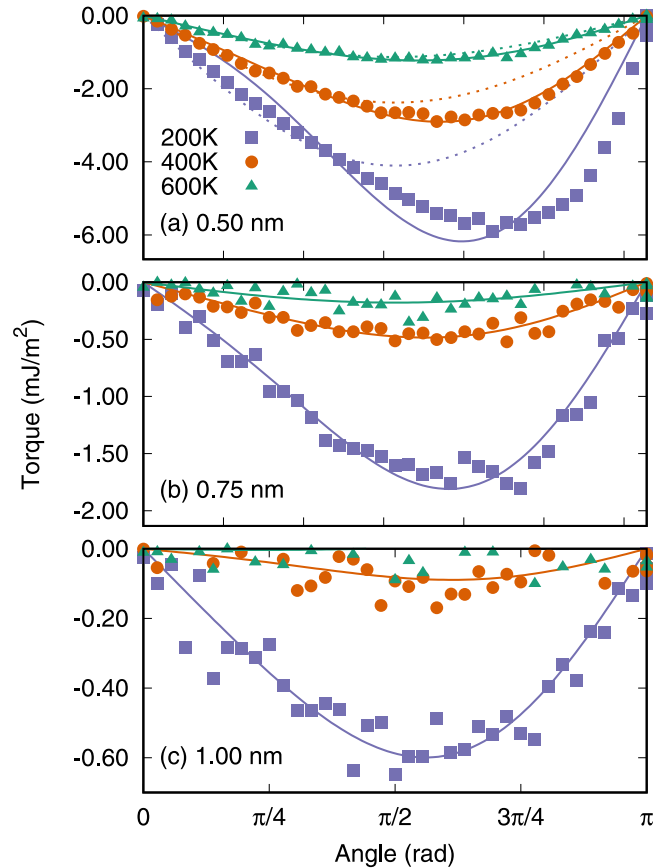 0.00
-2.00
-4.00
-6.00
200K
400K
600K
(a) 0.50 nm
0.00
-0.50
-1.00
-1.50
-2.00
(b) 0.75 nm
Torque (mJ/m²)
0.00
-0.20
-0.40
-0.60
(c) 1.00 nm
0 π/4 π/2 3π/4 π
Angle (rad)